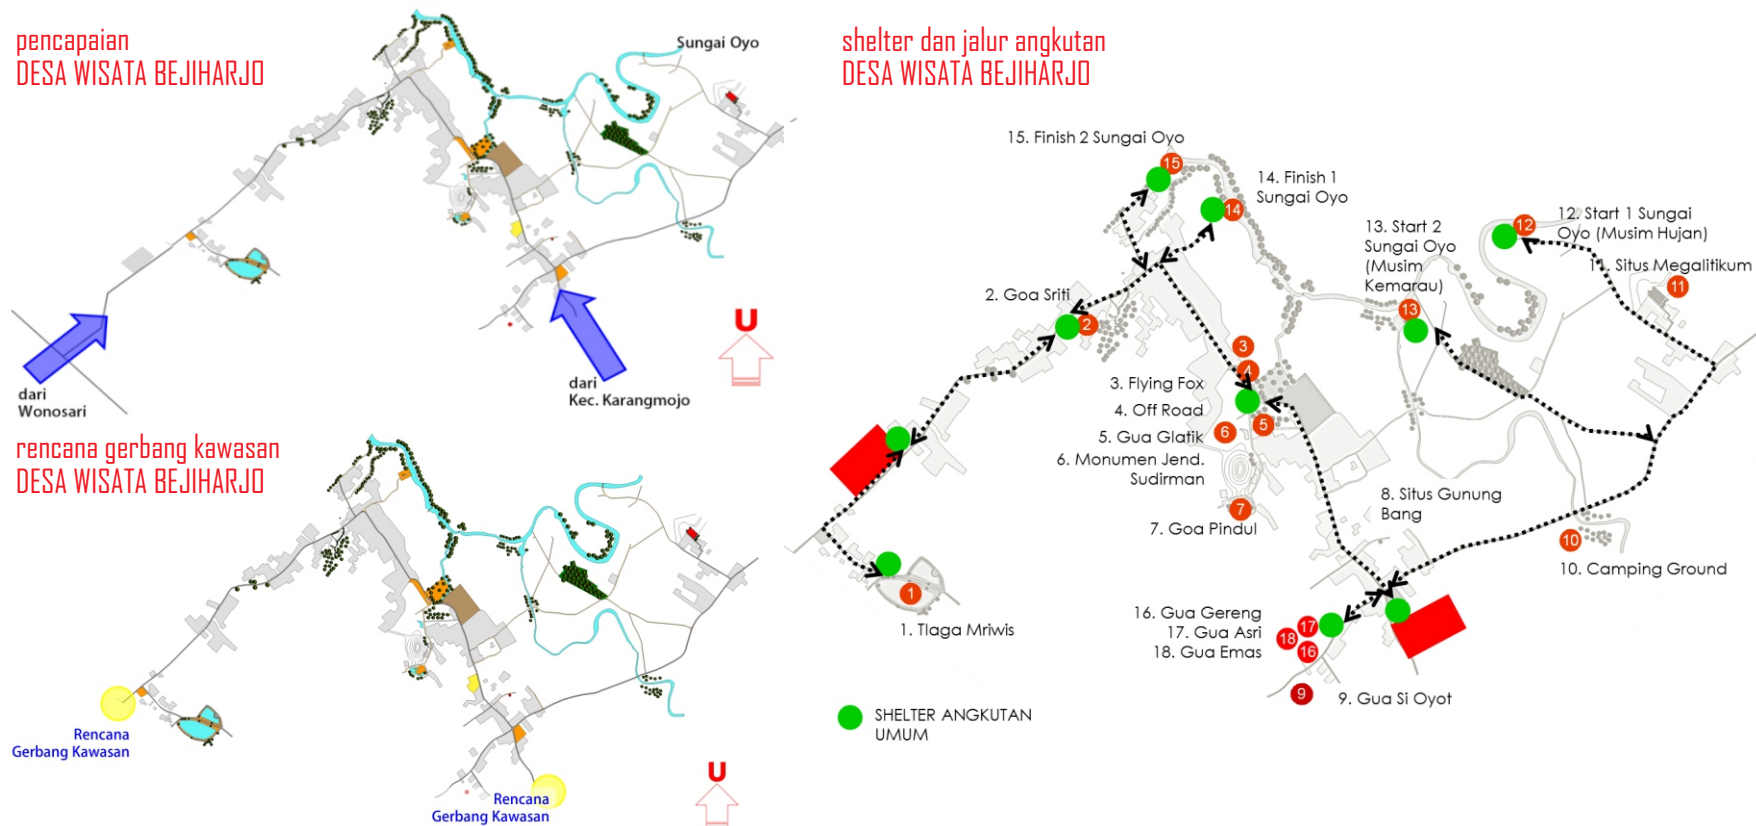 pencapaian
DESA WISATA BEJIHARJO
Sungai Oyo
dari
Wonosari
dari
Kec. Karangmojo
U
rencana gerbang kawasan
DESA WISATA BEJIHARJO
Rencana
Gerbang Kawasan
Rencana
Gerbang Kawasan
U
shelter dan jalur angkutan
DESA WISATA BEJIHARJO
15. Finish 2 Sungai Oyo
15
14. Finish 1
Sungai Oyo
14
13. Start 2
Sungai Oyo
(Musim
Kemarau)
13
12
12. Start 1 Sungai
Oyo (Musim Hujan)
11. Situs Megalitikum
11
2. Goa Sriti
2
3
4
3. Flying Fox
4. Off Road
5. Gua Glatik
6. Monumen Jend.
Sudirman
5
6
7
7. Goa Pindul
8. Situs Gunung
Bang
10
10. Camping Ground
1
1. Tlaga Mriwis
16. Gua Gereng
17. Gua Asri
18. Gua Emas
17
18
16
9
9. Gua Si Oyot
SHELTER ANGKUTAN
UMUM